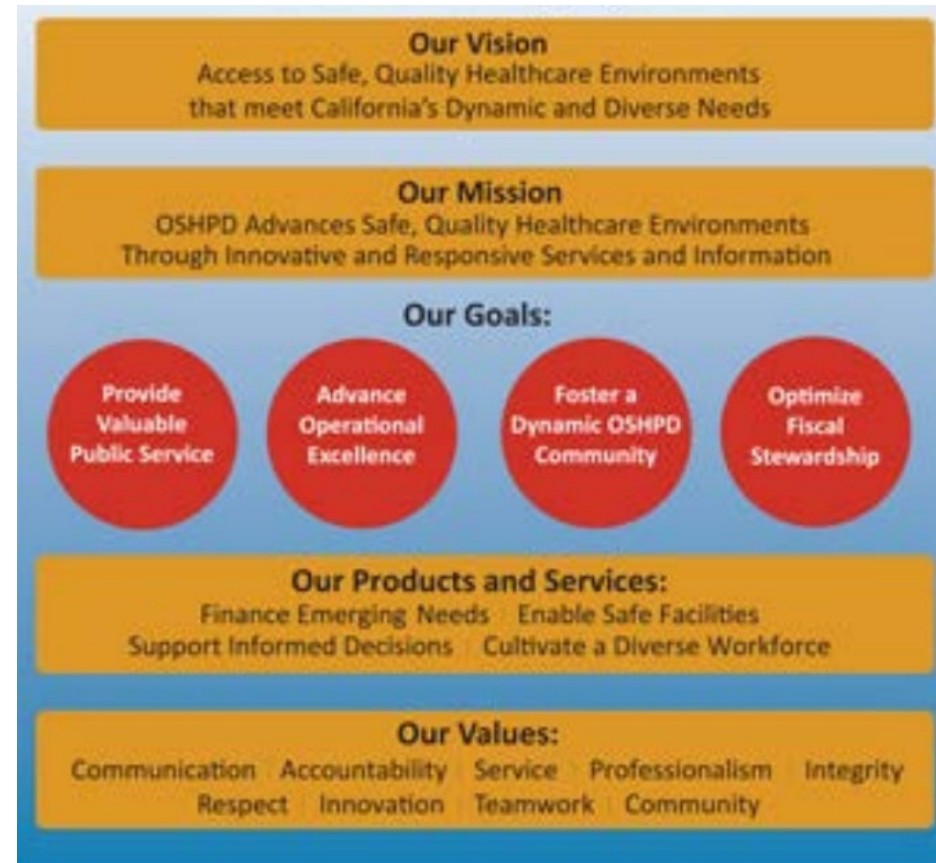 Our Vision
Access to Safe, Quality Healthcare Environments
that meet California's Dynamic and Diverse Needs
Our Mission
OSHPD Advances Safe, Quality Healthcare Environments
Through Innovative and Responsive Services and Information
Our Goals:
Provide
Valuable
Public Service
Advance
Operational
Excellence
Foster a
Dynamic OSHPD
Community
Optimize
Fiscal
Stewardship
Our Products and Services:
Finance Emerging Needs | Enable Safe Facilities
Support Informed Decisions | Cultivate a Diverse Workforce
Our Values:
Communication | Accountability | Service | Professionalism | Integrity
Respect | Innovation | Teamwork | Community